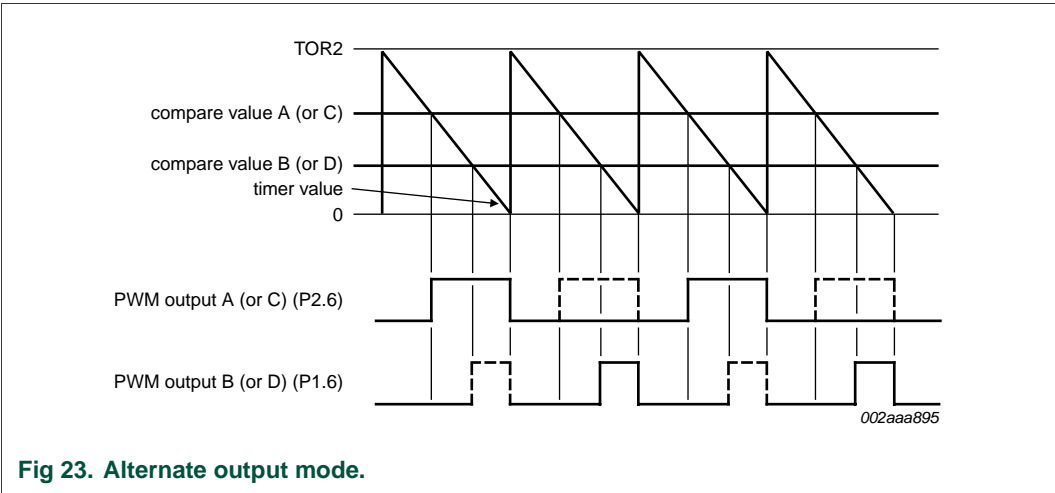 TOR2
compare value A (or C)
compare value B (or D)
timer value
0
PWM output A (or C) (P2.6)
PWM output B (or D) (P1.6)
002aaa895
Fig 23. Alternate output mode.